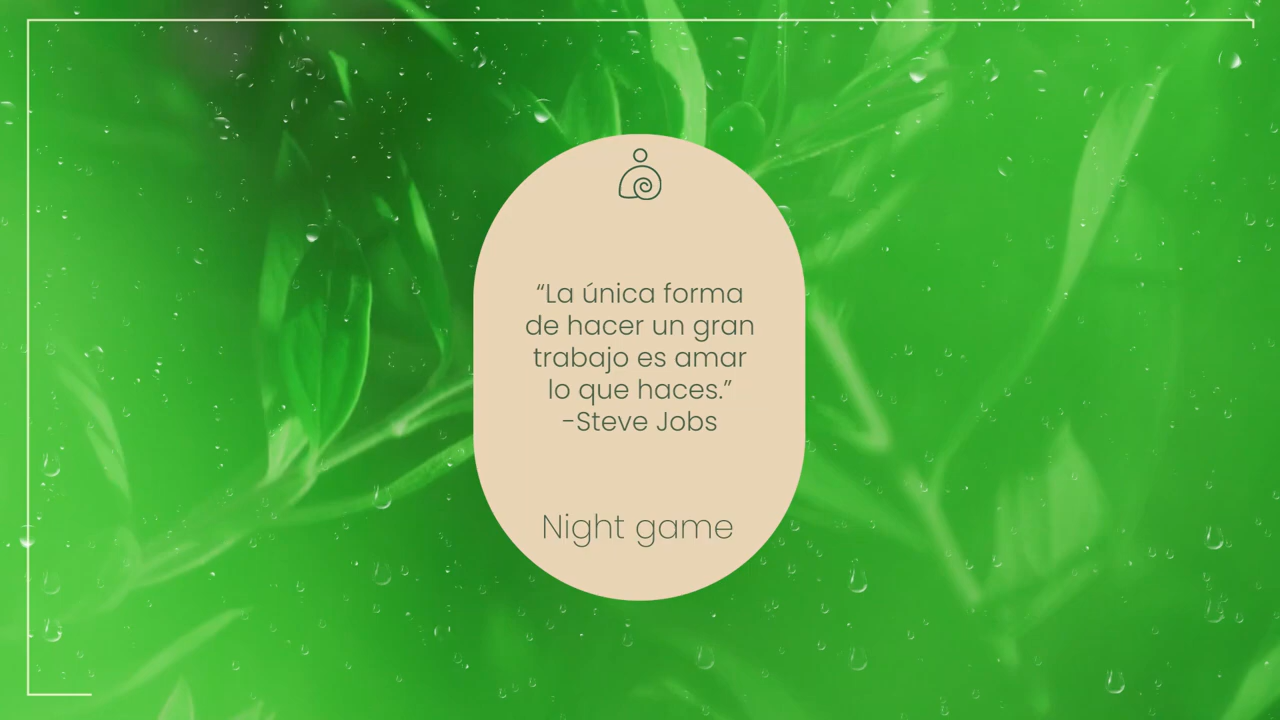 “La única forma
de hacer un gran
trabajo es amar
lo que haces.”
-Steve Jobs
Night game